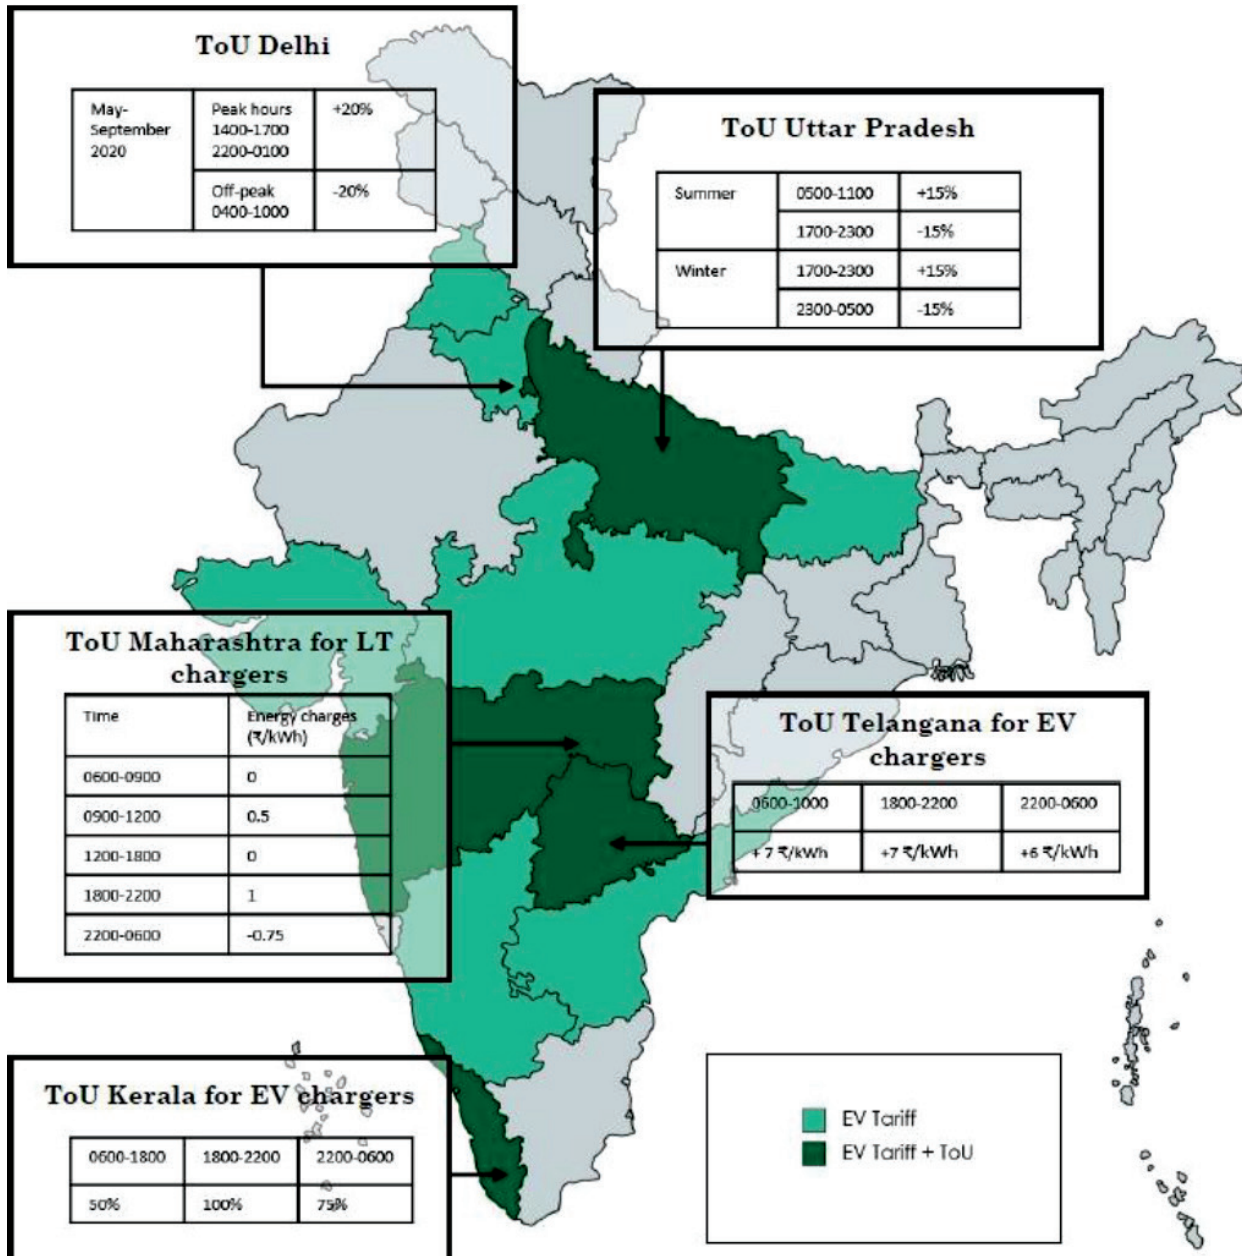 ToU Delhi
May-
September
2020
Peak hours
1400-1700
2200-0100
+20%
Off-peak
0400-1000
-20%
ToU Uttar Pradesh
Summer
0500-1100
+15%
1700-2300
-15%
Winter
1700-2300
+15%
2300-0500
-15%
ToU Maharashtra for LT
chargers
Time
Energy charges
(₹/kWh)
0600-0900
0
0900-1200
0.5
1200-1800
0
1800-2200
1
2200-0600
-0.75
ToU Telangana for EV
chargers
0600-1000
1800-2200
2200-0600
+ 7 ₹/kWh
+7 ₹/kWh
+6 ₹/kWh
ToU Kerala for EV chargers
0600-1800
1800-2200
2200-0600
50%
100%
75%
EV Tariff
EV Tariff + ToU